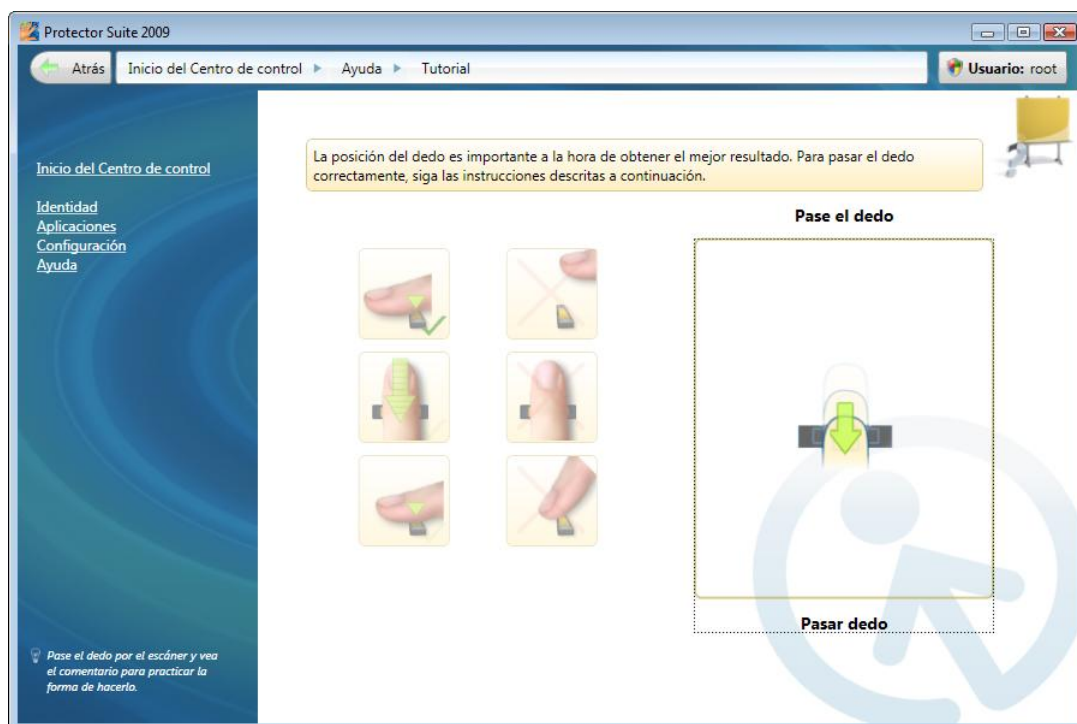 Protector Suite 2009
Atrás
Inicio del Centro de control
Ayuda
Tutorial
Usuario: root
Inicio del Centro de control
Identidad
Aplicaciones
Configuración
Ayuda
La posición del dedo es importante a la hora de obtener el mejor resultado. Para pasar el dedo
correctamente, siga las instrucciones descritas a continuación.
Pase el dedo
Pasar dedo
Pase el dedo por el escáner y vea
el comentario para practicar la
forma de hacerlo.